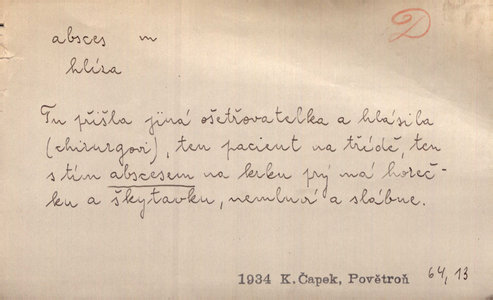 absces m
D
hlíza
Tu přišla jiná ošetřovatelka a hlásila
(chirurgovi), ten pacient na třídě, ten
s tím abscesem na krku prý má horeč-
ku a škytavku, nemluví a slábne.
1934 K.Čapek, Povětroň 64, 13